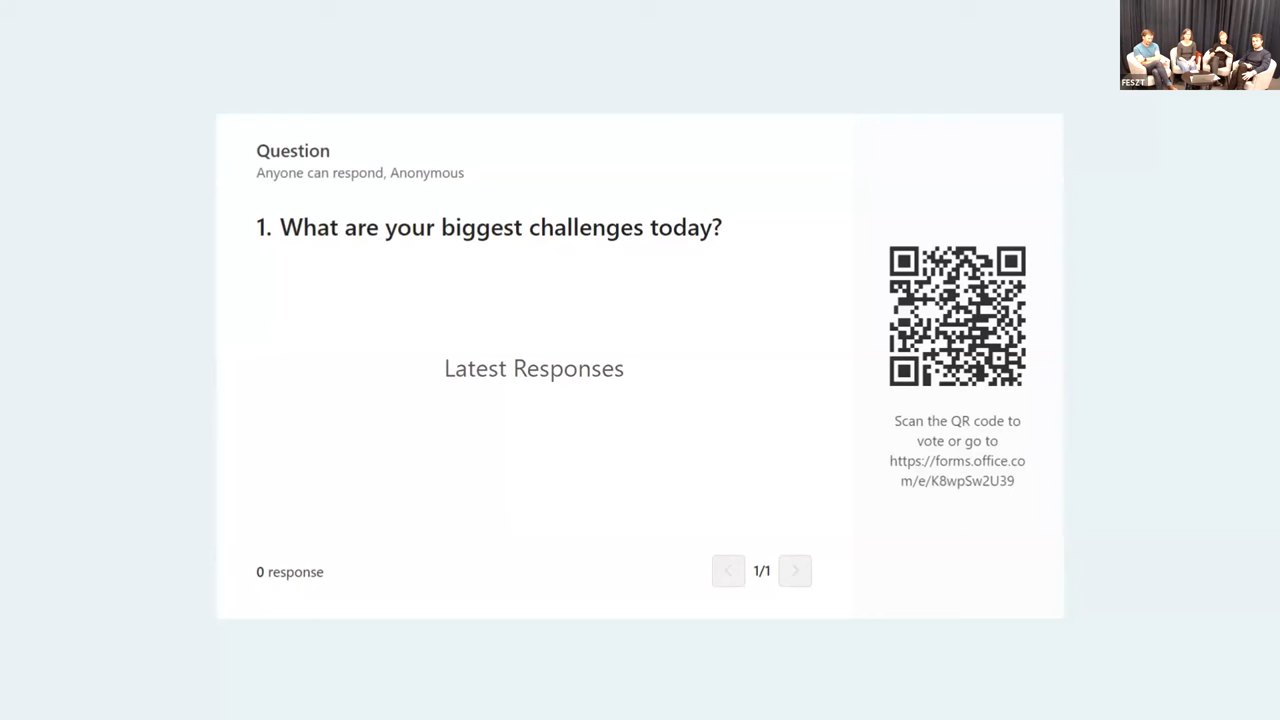 FESZT
Question
Anyone can respond, Anonymous
1. What are your biggest challenges today?
Latest Responses
Scan the QR code to
vote or go to
https://forms.office.co
m/e/K8wpSw2U39
0 response
1/1